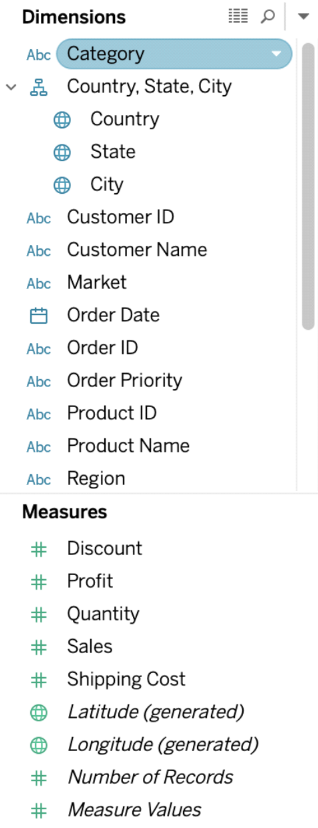 Dimensions
Abc Category
Country, State, City
Country
State
City
Abc Customer ID
Abc Customer Name
Abc Market
Order Date
Abc Order ID
Abc Order Priority
Abc Product ID
Abc Product Name
Abc Region
Measures
Discount
Profit
Quantity
Sales
Shipping Cost
Latitude (generated)
Longitude (generated)
Number of Records
Measure Values